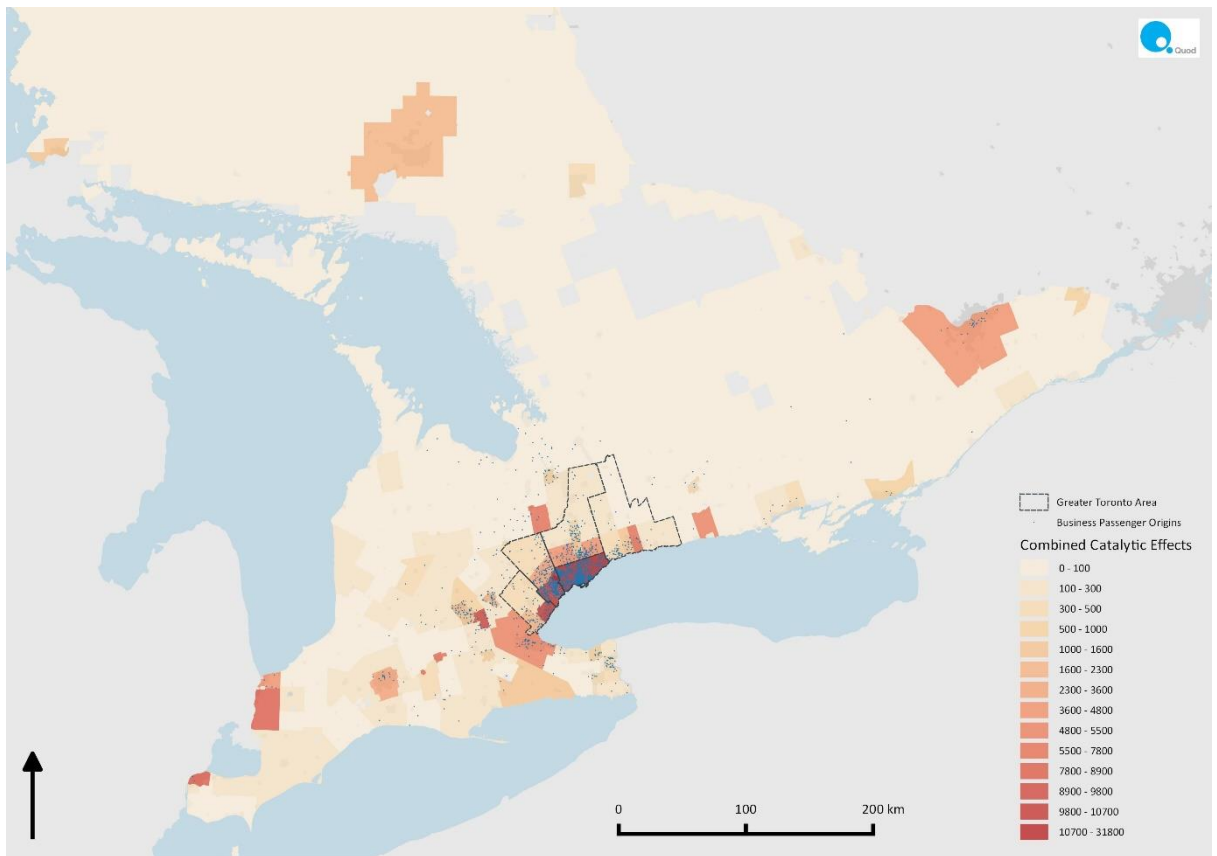 Quod
Greater Toronto Area
Business Passenger Origins
Combined Catalytic Effects
0 - 100
100 - 300
300 - 500
500 - 1000
1000 - 1600
1600 - 2300
2300 - 3600
3600 - 4800
4800 - 5500
5500 - 7800
7800 - 8900
8900 - 9800
9800 - 10700
10700 - 31800
0 100 200 km